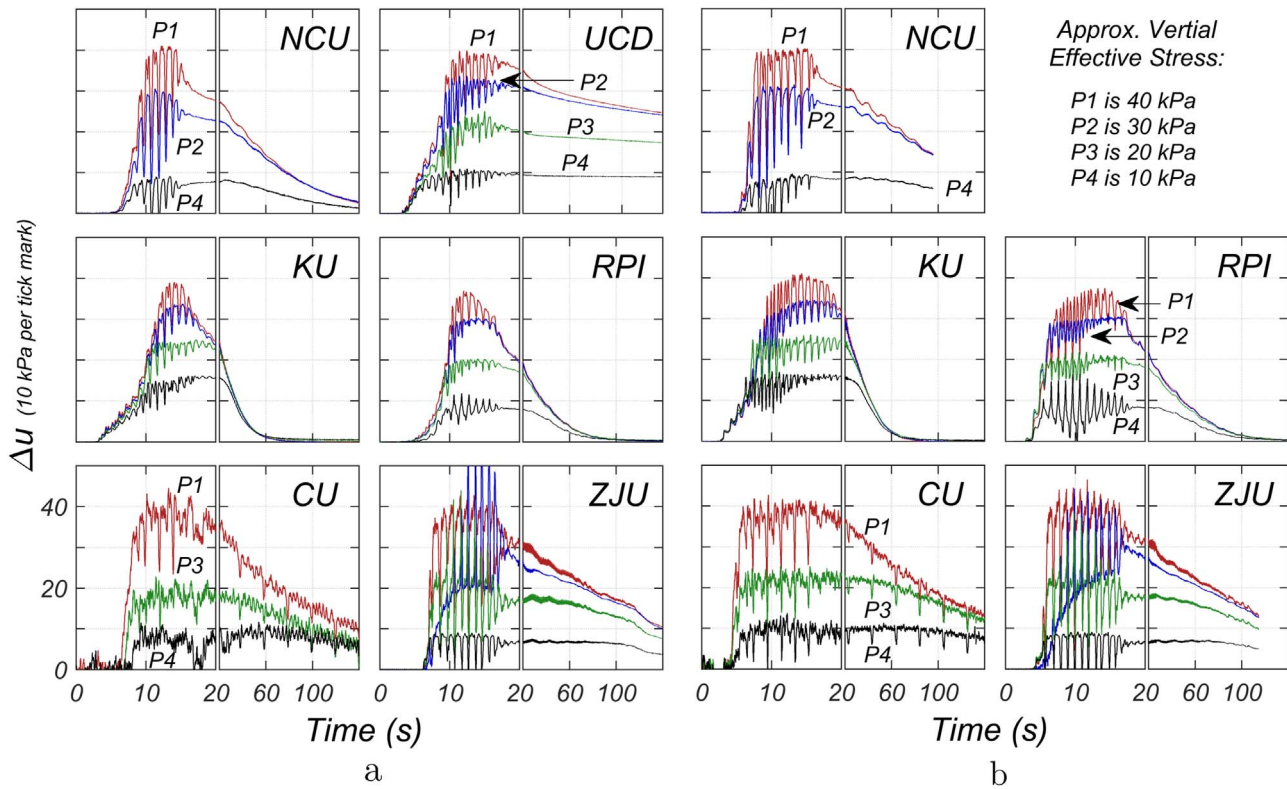 P1
NCU
P2
P4
P1
UCD
P2
P3
P4
P1
NCU
P2
P4
Approx. Vertial
Effective Stress:
P1 is 40 kPa
P2 is 30 kPa
P3 is 20 kPa
P4 is 10 kPa
Δu (10 kPa per tick mark)
KU
RPI
KU
RPI
P1
P2
P3
P4
40
20
0
P1
CU
P3
P4
ZJU
P1
CU
P3
P4
ZJU
0 10 20 60 100
0 10 20 60 100
0 10 20 60 100
0 10 20 60 100
Time (s)
Time (s)
a
b